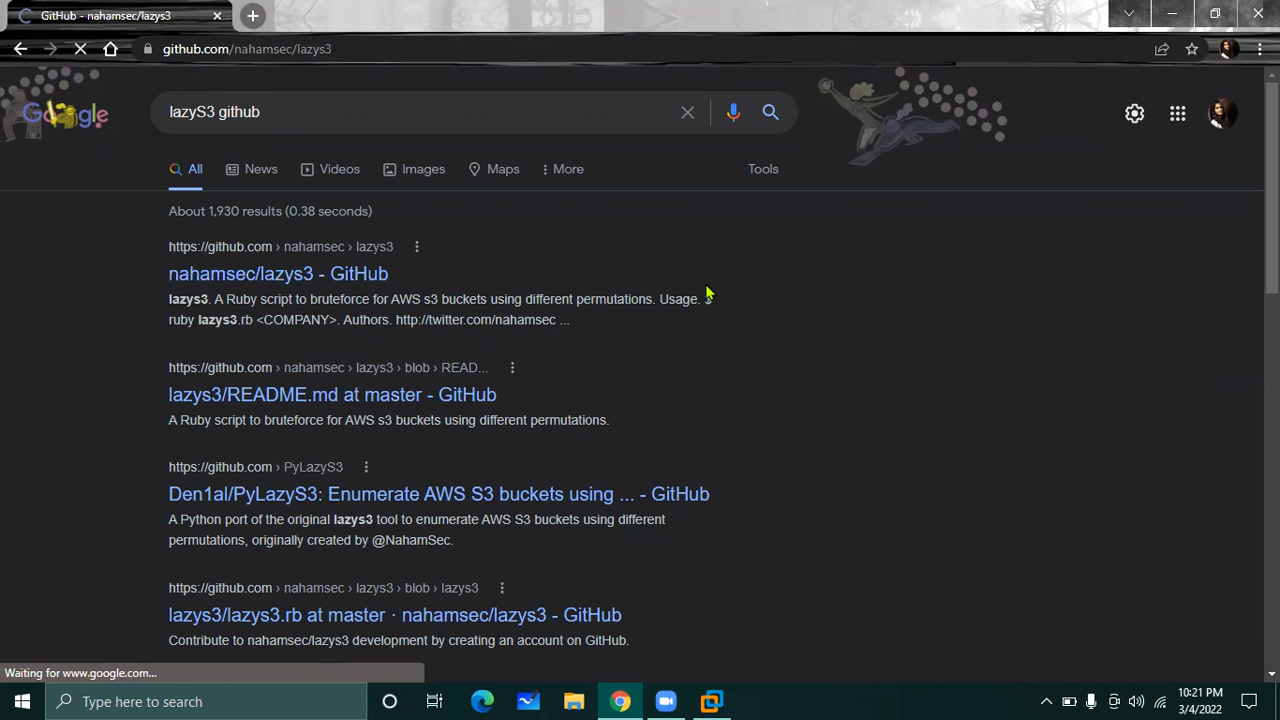 GitHub - nahamsec/lazys3
github.com/nahamsec/lazys3
Google
lazyS3 github
All
News
Videos
Images
Maps
More
Tools
About 1,930 results (0.38 seconds)
https://github.com › nahamsec › lazys3
nahamsec/lazys3 - GitHub
lazys3. A Ruby script to bruteforce for AWS s3 buckets using different permutations. Usage.
ruby lazys3.rb <COMPANY>. Authors. http://twitter.com/nahamsec ...
https://github.com › nahamsec › lazys3 › blob › READ...
lazys3/README.md at master - GitHub
A Ruby script to bruteforce for AWS s3 buckets using different permutations.
https://github.com › PyLazyS3
Den1al/PyLazyS3: Enumerate AWS S3 buckets using ... - GitHub
A Python port of the original lazys3 tool to enumerate AWS S3 buckets using different
permutations, originally created by @NahamSec.
https://github.com › nahamsec › lazys3 › blob › lazys3
lazys3/lazys3.rb at master · nahamsec/lazys3 - GitHub
Contribute to nahamsec/lazys3 development by creating an account on GitHub.
Waiting for www.google.com...
Type here to search
10:21 PM
3/4/2022